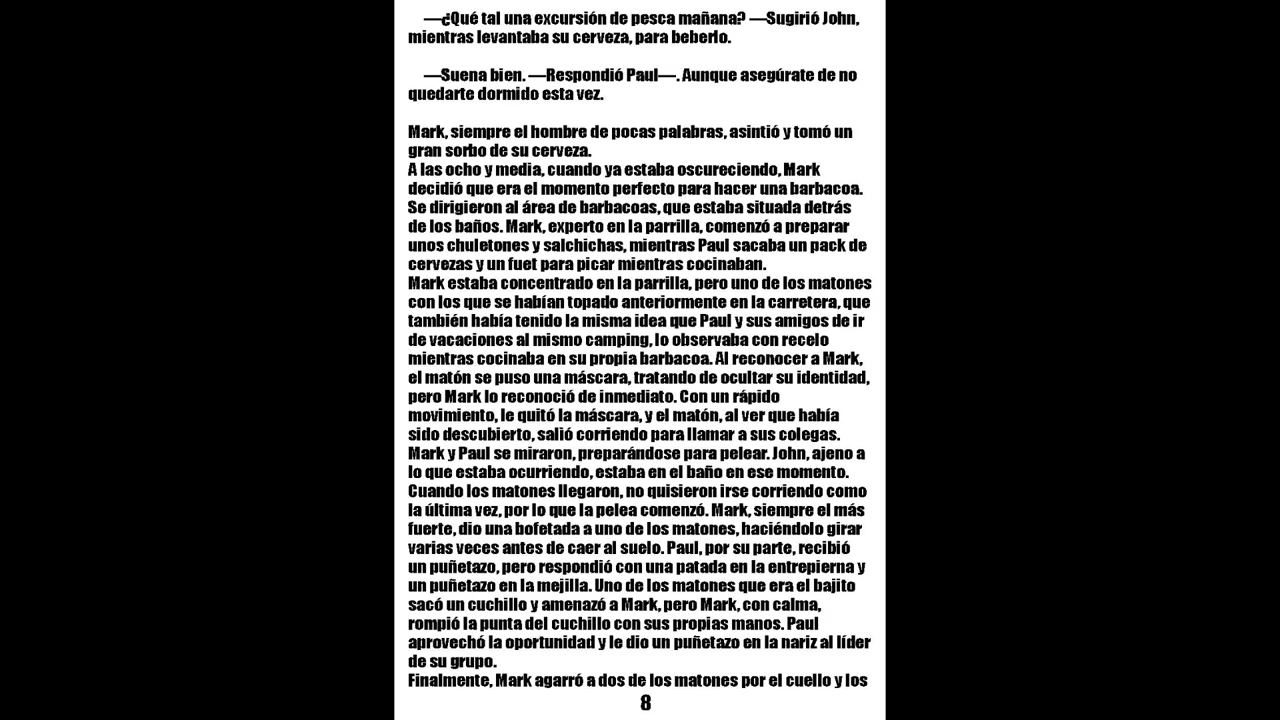 —¿Qué tal una excursión de pesca mañana? —Sugirió John,
mientras levantaba su cerveza, para beberlo.
—Suena bien. —Respondió Paul—. Aunque asegúrate de no
quedarte dormido esta vez.
Mark, siempre el hombre de pocas palabras, asintió y tomó un
gran sorbo de su cerveza.
A las ocho y media, cuando ya estaba oscureciendo, Mark
decidió que era el momento perfecto para hacer una barbacoa.
Se dirigieron al área de barbacoas, que estaba situada detrás
de los baños. Mark, experto en la parrilla, comenzó a preparar
unos chuletones y salchichas, mientras Paul sacaba un pack de
cervezas y un fuet para picar mientras cocinaban.
Mark estaba concentrado en la parrilla, pero uno de los matones
con los que se habían topado anteriormente en la carretera, que
también había tenido la misma idea que Paul y sus amigos de ir
de vacaciones al mismo camping, lo observaba con recelo
mientras cocinaba en su propia barbacoa. Al reconocer a Mark,
el matón se puso una máscara, tratando de ocultar su identidad,
pero Mark lo reconoció de inmediato. Con un rápido
movimiento, le quitó la máscara, y el matón, al ver que había
sido descubierto, salió corriendo para llamar a sus colegas.
Mark y Paul se miraron, preparándose para pelear. John, ajeno a
lo que estaba ocurriendo, estaba en el baño en ese momento.
Cuando los matones llegaron, no quisieron irse corriendo como
la última vez, por lo que la pelea comenzó. Mark, siempre el más
fuerte, dio una bofetada a uno de los matones, haciéndolo girar
varias veces antes de caer al suelo. Paul, por su parte, recibió
un puñetazo, pero respondió con una patada en la entrepierna y
un puñetazo en la mejilla. Uno de los matones que era el bajito
sacó un cuchillo y amenazó a Mark, pero Mark, con calma,
rompió la punta del cuchillo con sus propias manos. Paul
aprovechó la oportunidad y le dio un puñetazo en la nariz al líder
de su grupo.
Finalmente, Mark agarró a dos de los matones por el cuello y los
8